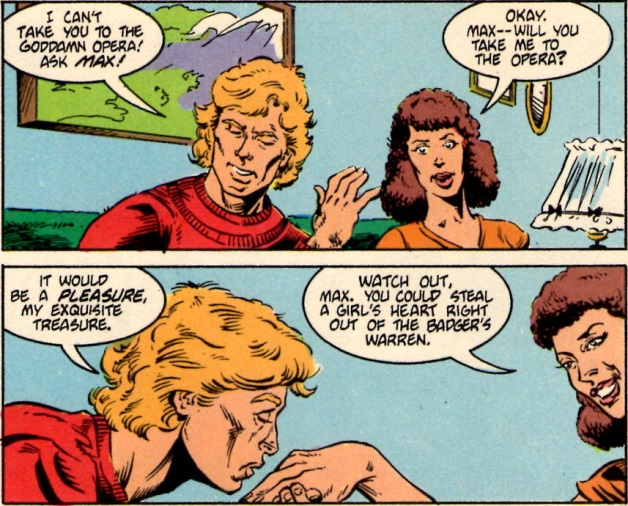 I CAN'T
TAKE YOU TO THE
GODDAMN OPERA!
ASK MAX!
OKAY.
MAX--WILL YOU
TAKE ME TO
THE OPERA?
IT WOULD
BE A PLEASURE,
MY EXQUISITE
TREASURE.
WATCH OUT,
MAX. YOU COULD STEAL
A GIRL'S HEART RIGHT
OUT OF THE BADGER'S
WARREN.